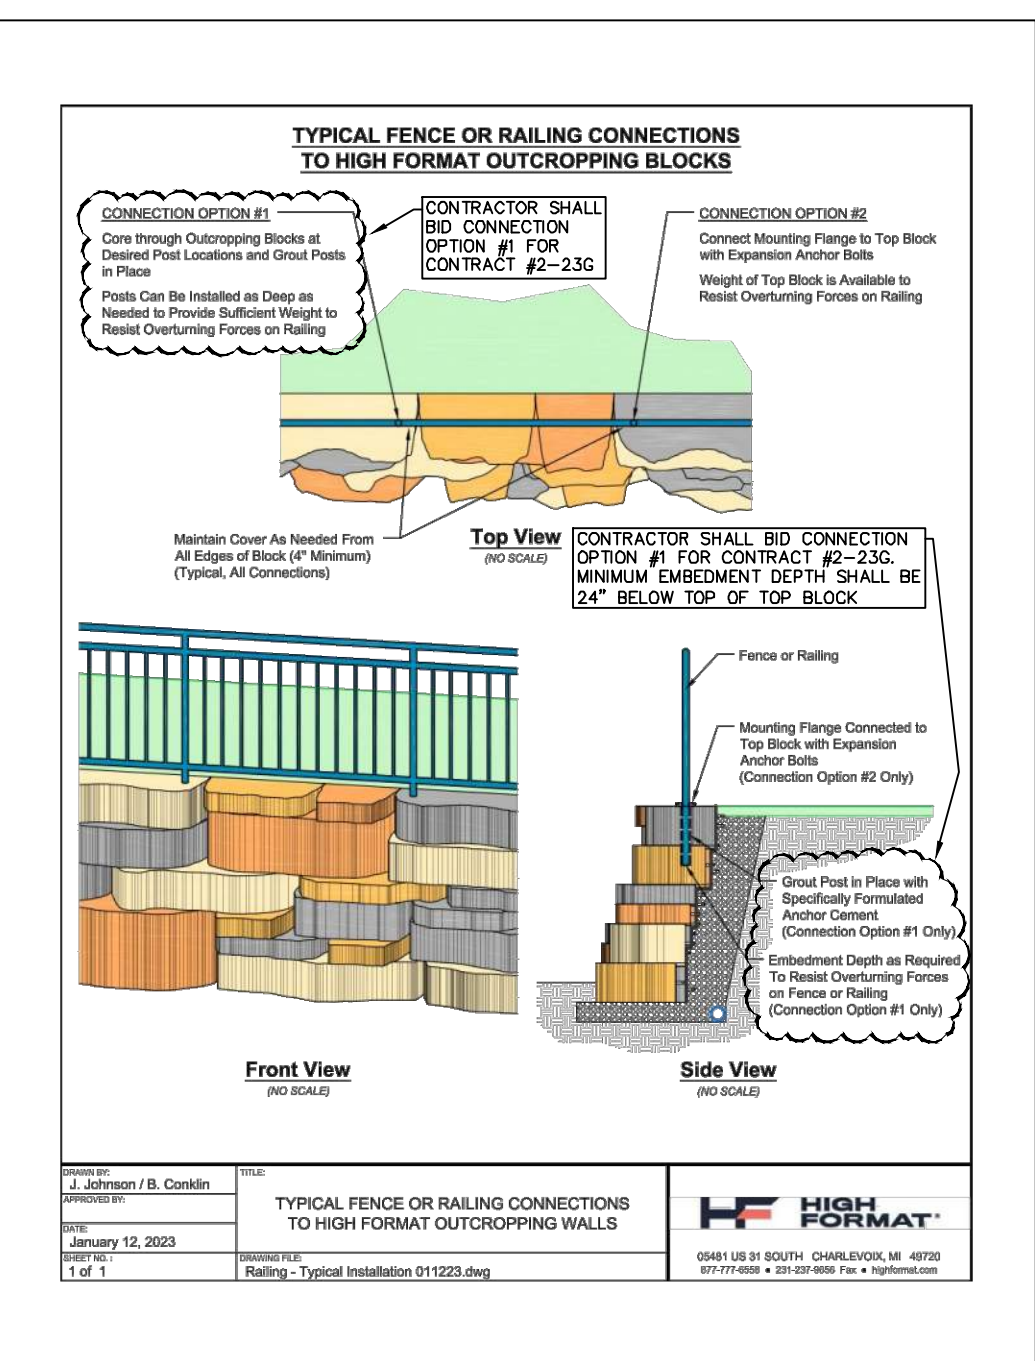 TYPICAL FENCE OR RAILING CONNECTIONS
TO HIGH FORMAT OUTCROPPING BLOCKS
CONNECTION OPTION #1
Core through Outcropping Blocks at
Desired Post Locations and Grout Posts
in Place
Posts Can Be Installed as Deep as
Needed to Provide Sufficient Weight to
Resist Overturning Forces on Railing
CONTRACTOR SHALL
BID CONNECTION
OPTION #1 FOR
CONTRACT #2-23G
CONNECTION OPTION #2
Connect Mounting Flange to Top Block
with Expansion Anchor Bolts
Weight of Top Block is Available to
Resist Overturning Forces on Railing
Maintain Cover As Needed From
All Edges of Block (4" Minimum)
(Typical, All Connections)
Top View
(NO SCALE)
CONTRACTOR SHALL BID CONNECTION
OPTION #1 FOR CONTRACT #2-23G.
MINIMUM EMBEDMENT DEPTH SHALL BE
24" BELOW TOP OF TOP BLOCK
Fence or Railing
Mounting Flange Connected to
Top Block with Expansion
Anchor Bolts
(Connection Option #2 Only)
Grout Post in Place with
Specifically Formulated
Anchor Cement
(Connection Option #1 Only)
Embedment Depth as Required
To Resist Overturning Forces
on Fence or Railing
(Connection Option #1 Only)
Front View
(NO SCALE)
Side View
(NO SCALE)
DRAWN BY:
J. Johnson / B. Conklin
APPROVED BY:
DATE:
January 12, 2023
SHEET NO.:
1 of 1
TITLE:
TYPICAL FENCE OR RAILING CONNECTIONS
TO HIGH FORMAT OUTCROPPING WALLS
DRAWING FILE:
Railing - Typical Installation 011223.dwg
HF HIGH
FORMAT
05481 US 31 SOUTH CHARLEVOIX, MI 49720
877-777-6558 • 231-237-9656 Fax • highformat.com